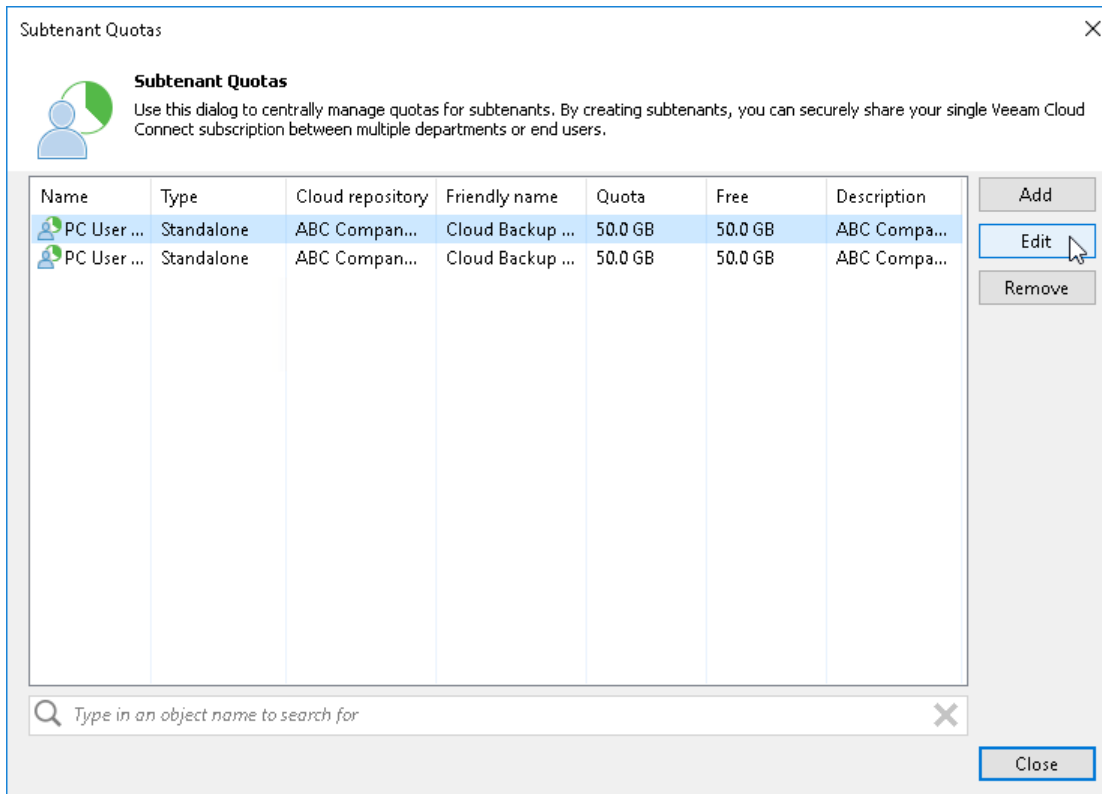 Subtenant Quotas
Subtenant Quotas
Use this dialog to centrally manage quotas for subtenants. By creating subtenants, you can securely share your single Veeam Cloud
Connect subscription between multiple departments or end users.
Name Type Cloud repository Friendly name Quota Free Description
PC User ... Standalone ABC Compan... Cloud Backup ... 50.0 GB 50.0 GB ABC Compa...
PC User ... Standalone ABC Compan... Cloud Backup ... 50.0 GB 50.0 GB ABC Compa...
Add
Edit
Remove
Type in an object name to search for
Close